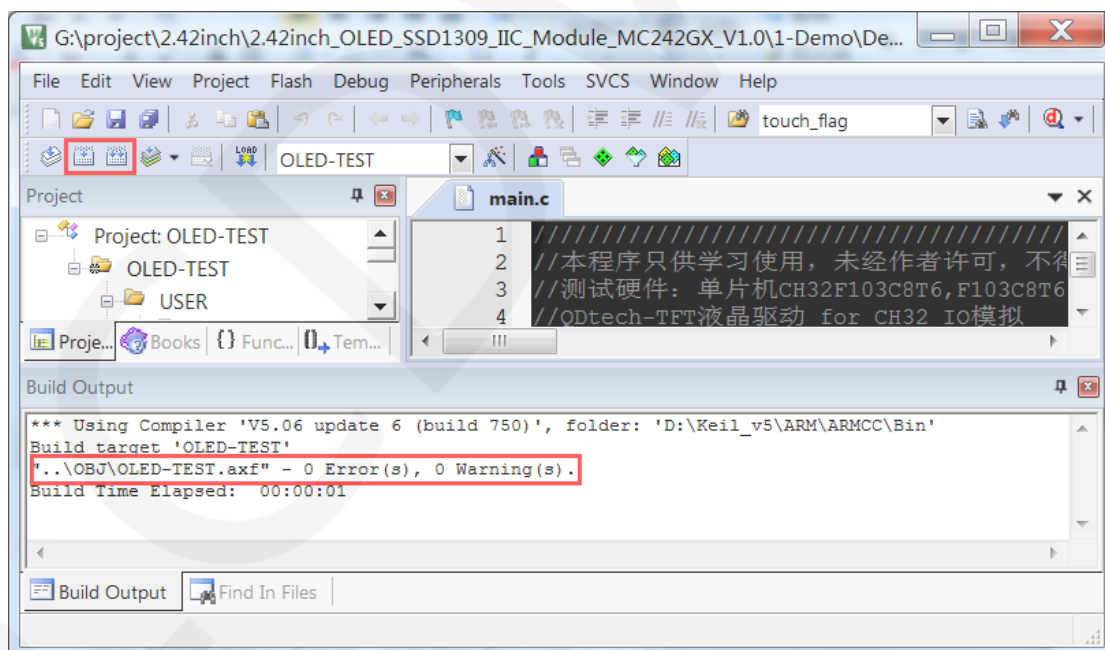 G:\project\2.42inch\2.42inch_OLED_SSD1309_IIC_Module_MC242GX_V1.0\1-Demo\De...
File Edit View Project Flash Debug Peripherals Tools SVCS Window Help
touch_flag
LOAD OLED-TEST
Project
main.c
Project: OLED-TEST
OLED-TEST
USER
1 ///////////////////////////////////////
2 //本程序只供学习使用，未经作者许可，不得
3 //测试硬件：单片机CH32F103C8T6,F103C8T6
4 //QDtech-TFT液晶驱动 for CH32 IO模拟
Proje... Books {} Func... 0 Tem...
Build Output
*** Using Compiler 'V5.06 update 6 (build 750)', folder: 'D:\Keil_v5\ARM\ARMCC\Bin'
Build target 'OLED-TEST'
"..\OBJ\OLED-TEST.axf" - 0 Error(s), 0 Warning(s).
Build Time Elapsed: 00:00:01
Build Output Find In Files